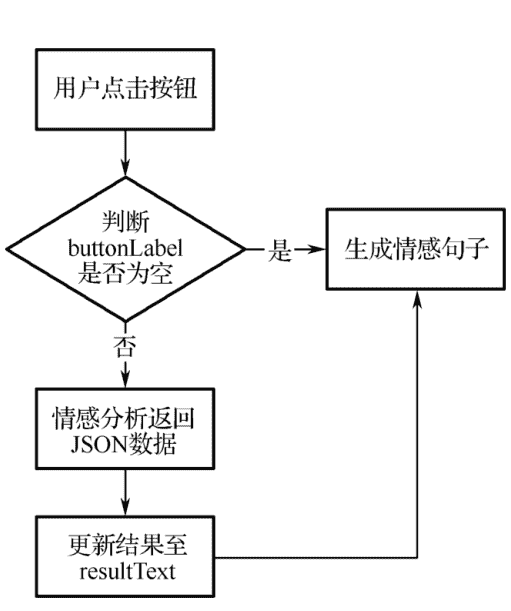 用户点击按钮
判断
buttonLabel
是否为空
是
生成情感句子
否
情感分析返回
JSON数据
更新结果至
resultText